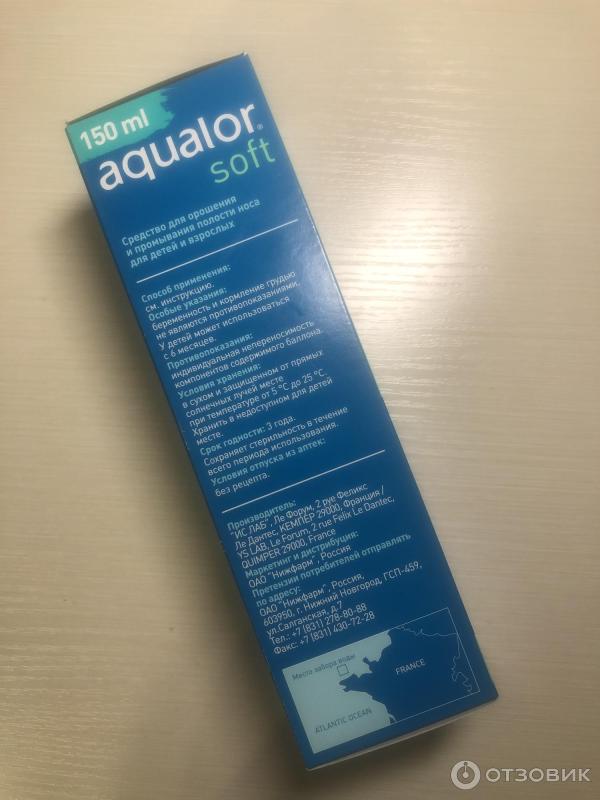 150 ml
aqualor®
soft
Средство для орошения
и промывания полости носа
для детей и взрослых
Способ применения:
см. инструкцию.
Особые указания:
беременность и кормление грудью
не являются противопоказаниями.
У детей может использоваться
с 6 месяцев.
Противопоказания:
индивидуальная непереносимость
компонентов содержимого баллона.
Условия хранения:
в сухом и защищенном от прямых
солнечных лучей месте
при температуре от 5 °C до 25 °C.
Хранить в недоступном для детей
месте.
Срок годности: 3 года.
Сохраняет стерильность в течение
всего периода использования.
Условия отпуска из аптек:
без рецепта.
Производитель:
"ИС ЛАБ", Ле Форум, 2 руе Феликс
Ле Дантес, КЕМПЕР 29000, Франция /
YS LAB, Le Forum, 2 rue Felix Le Dantec,
QUIMPER 29000, France
Маркетинг и дистрибуция:
ОАО "Нижфарм", Россия
Претензии потребителей отправлять
по адресу:
ОАО "Нижфарм", Россия,
603950, г. Нижний Новгород, ГСП-459,
ул.Салганская, д.7
Тел.: +7 (831) 278-80-88
Факс: +7 (831) 430-72-28
Место забора воды
FRANCE
ATLANTIC OCEAN
ОТЗОВИК